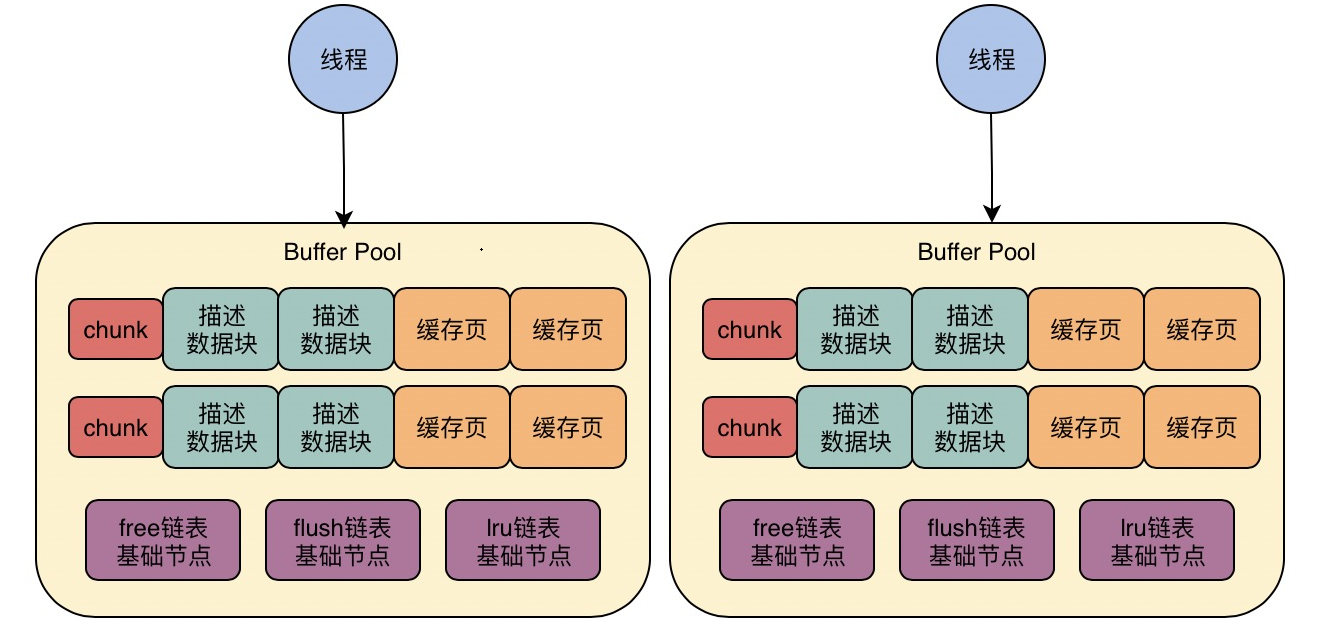 线程
线程
Buffer Pool
chunk
描述
数据块
描述
数据块
缓存页
缓存页
chunk
描述
数据块
描述
数据块
缓存页
缓存页
free链表
基础节点
flush链表
基础节点
lru链表
基础节点
Buffer Pool
chunk
描述
数据块
描述
数据块
缓存页
缓存页
chunk
描述
数据块
描述
数据块
缓存页
缓存页
free链表
基础节点
flush链表
基础节点
lru链表
基础节点